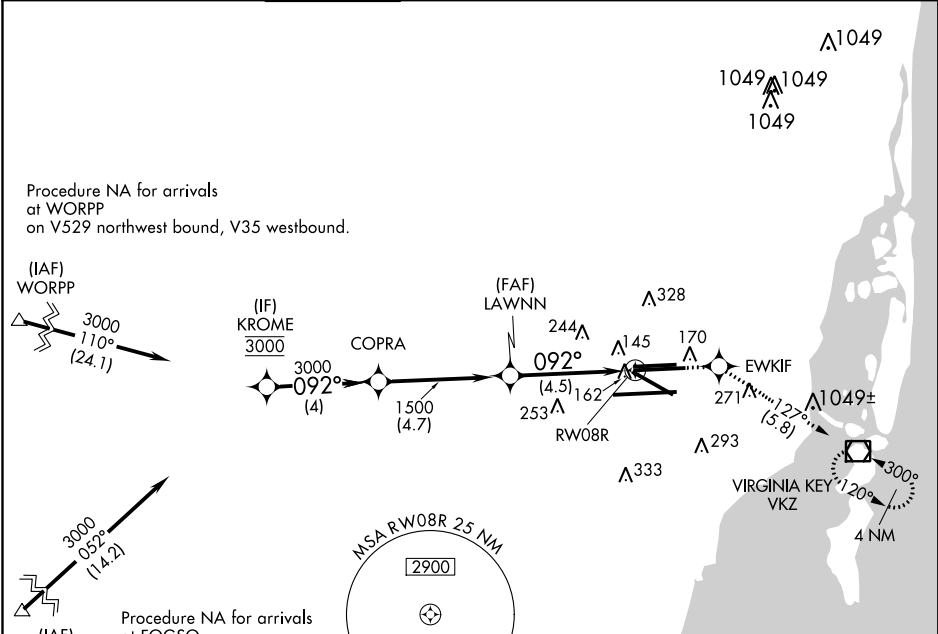 1049
1049 1049
1049
Procedure NA for arrivals
at WORPP
on V529 northwest bound, V35 westbound.
(IAF)
WORPP
3000
110°
(24.1)
(IF)
KROME
3000
COPRA
(FAF)
LAWNN
328
244
145
170
3000
092°
(4)
1500
(4.7)
092°
(4.5)
162
253
RW08R
EWKIF
271
127°
(5.8)
1049±
293
333
VIRGINIA KEY
VKZ
300°
120°
4 NM
3000
052°
(14.2)
MSA RW08R 25 NM
2900
Procedure NA for arrivals